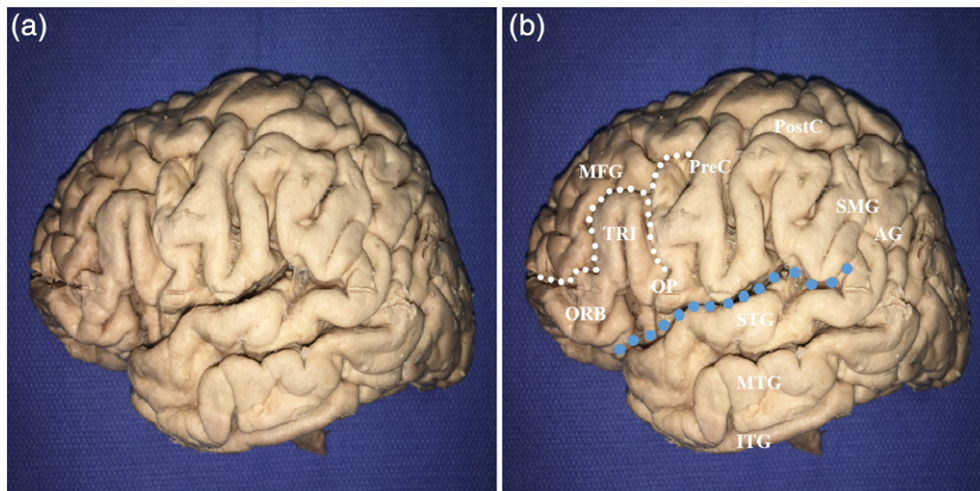 (a)
(b)
PostC
MFG
PreC
SMG
TRI
AG
OP
ORB
STG
MTG
ITG